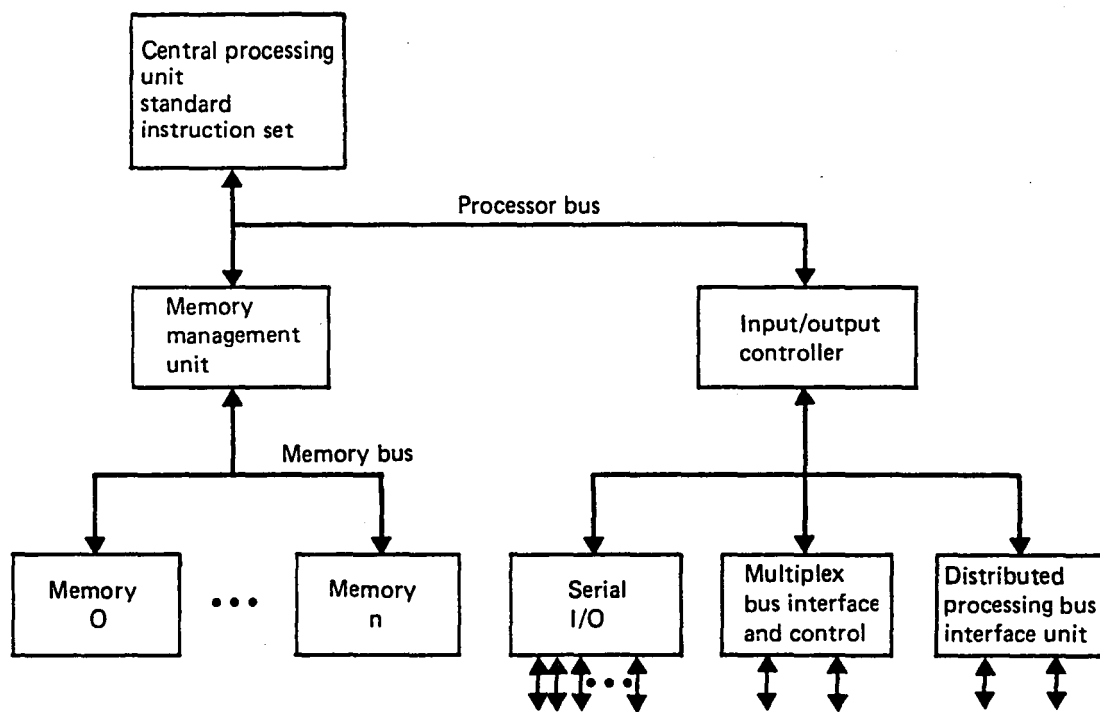 Central processing
unit
standard
instruction set
Processor bus
Memory
management
unit
Input/output
controller
Memory bus
Memory
0
• • •
Memory
n
Serial
I/O
Multiplex
bus interface
and control
Distributed
processing bus
interface unit
• • •